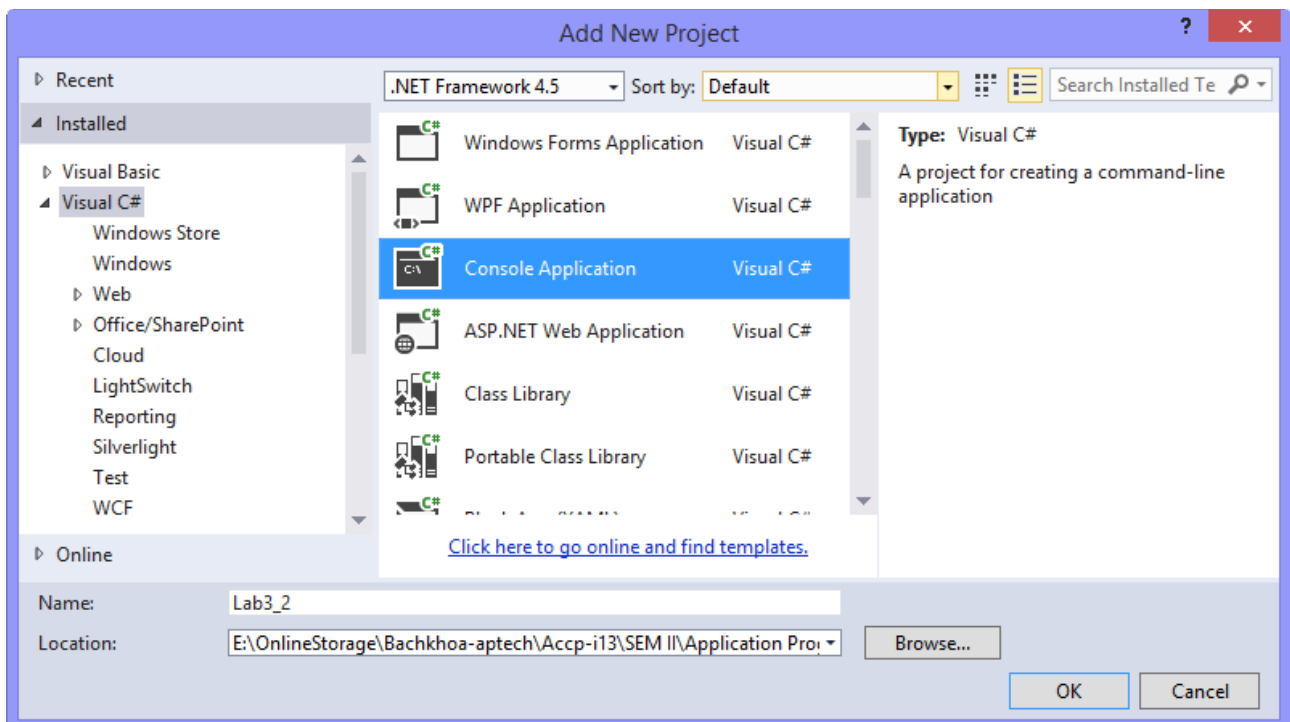 Add New Project
?
Recent
Installed
Visual Basic
Visual C#
Windows Store
Windows
Web
Office/SharePoint
Cloud
LightSwitch
Reporting
Silverlight
Test
WCF
Online
.NET Framework 4.5
Sort by: Default
Search Installed Te
C#
Windows Forms Application Visual C#
C#
WPF Application Visual C#
C#
C:\
Console Application Visual C#
C#
ASP.NET Web Application Visual C#
C#
Class Library Visual C#
C#
Portable Class Library Visual C#
C#
Click here to go online and find templates.
Type: Visual C#
A project for creating a command-line
application
Name: Lab3_2
Location: E:\OnlineStorage\Bachkhoa-aptech\Accp-i13\SEM II\Application
Browse...
OK Cancel